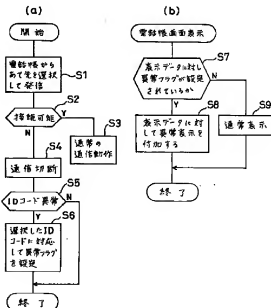 (a)
開始
電話帳から
あて先を選択
して発信
S1
S2
接続可能
Y
N
S3
通常の
通信動作
S4
通信切断
S5
IDコード異常
N
Y
S6
選択したID
コードに対応
して異常フラグ
を設定
終了
(b)
電話帳画面表示
S7
表示データに対し
異常フラグが設定
されているか
N
Y
S8
表示データに対
して異常表示を
付加する
S9
通常表示
終了